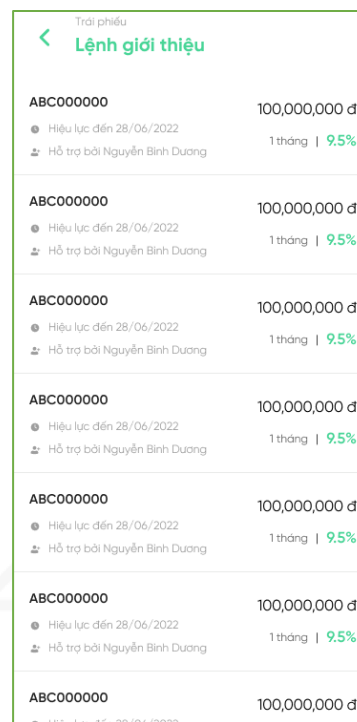 Trái phiếu
Lệnh giới thiệu
ABC000000
100,000,000 đ
Hiệu lực đến 28/06/2022
1 tháng | 9.5%
Hỗ trợ bởi Nguyễn Bình Dương
ABC000000
100,000,000 đ
Hiệu lực đến 28/06/2022
1 tháng | 9.5%
Hỗ trợ bởi Nguyễn Bình Dương
ABC000000
100,000,000 đ
Hiệu lực đến 28/06/2022
1 tháng | 9.5%
Hỗ trợ bởi Nguyễn Bình Dương
ABC000000
100,000,000 đ
Hiệu lực đến 28/06/2022
1 tháng | 9.5%
Hỗ trợ bởi Nguyễn Bình Dương
ABC000000
100,000,000 đ
Hiệu lực đến 28/06/2022
1 tháng | 9.5%
Hỗ trợ bởi Nguyễn Bình Dương
ABC000000
100,000,000 đ
Hiệu lực đến 28/06/2022
1 tháng | 9.5%
Hỗ trợ bởi Nguyễn Bình Dương
ABC000000
100,000,000 đ